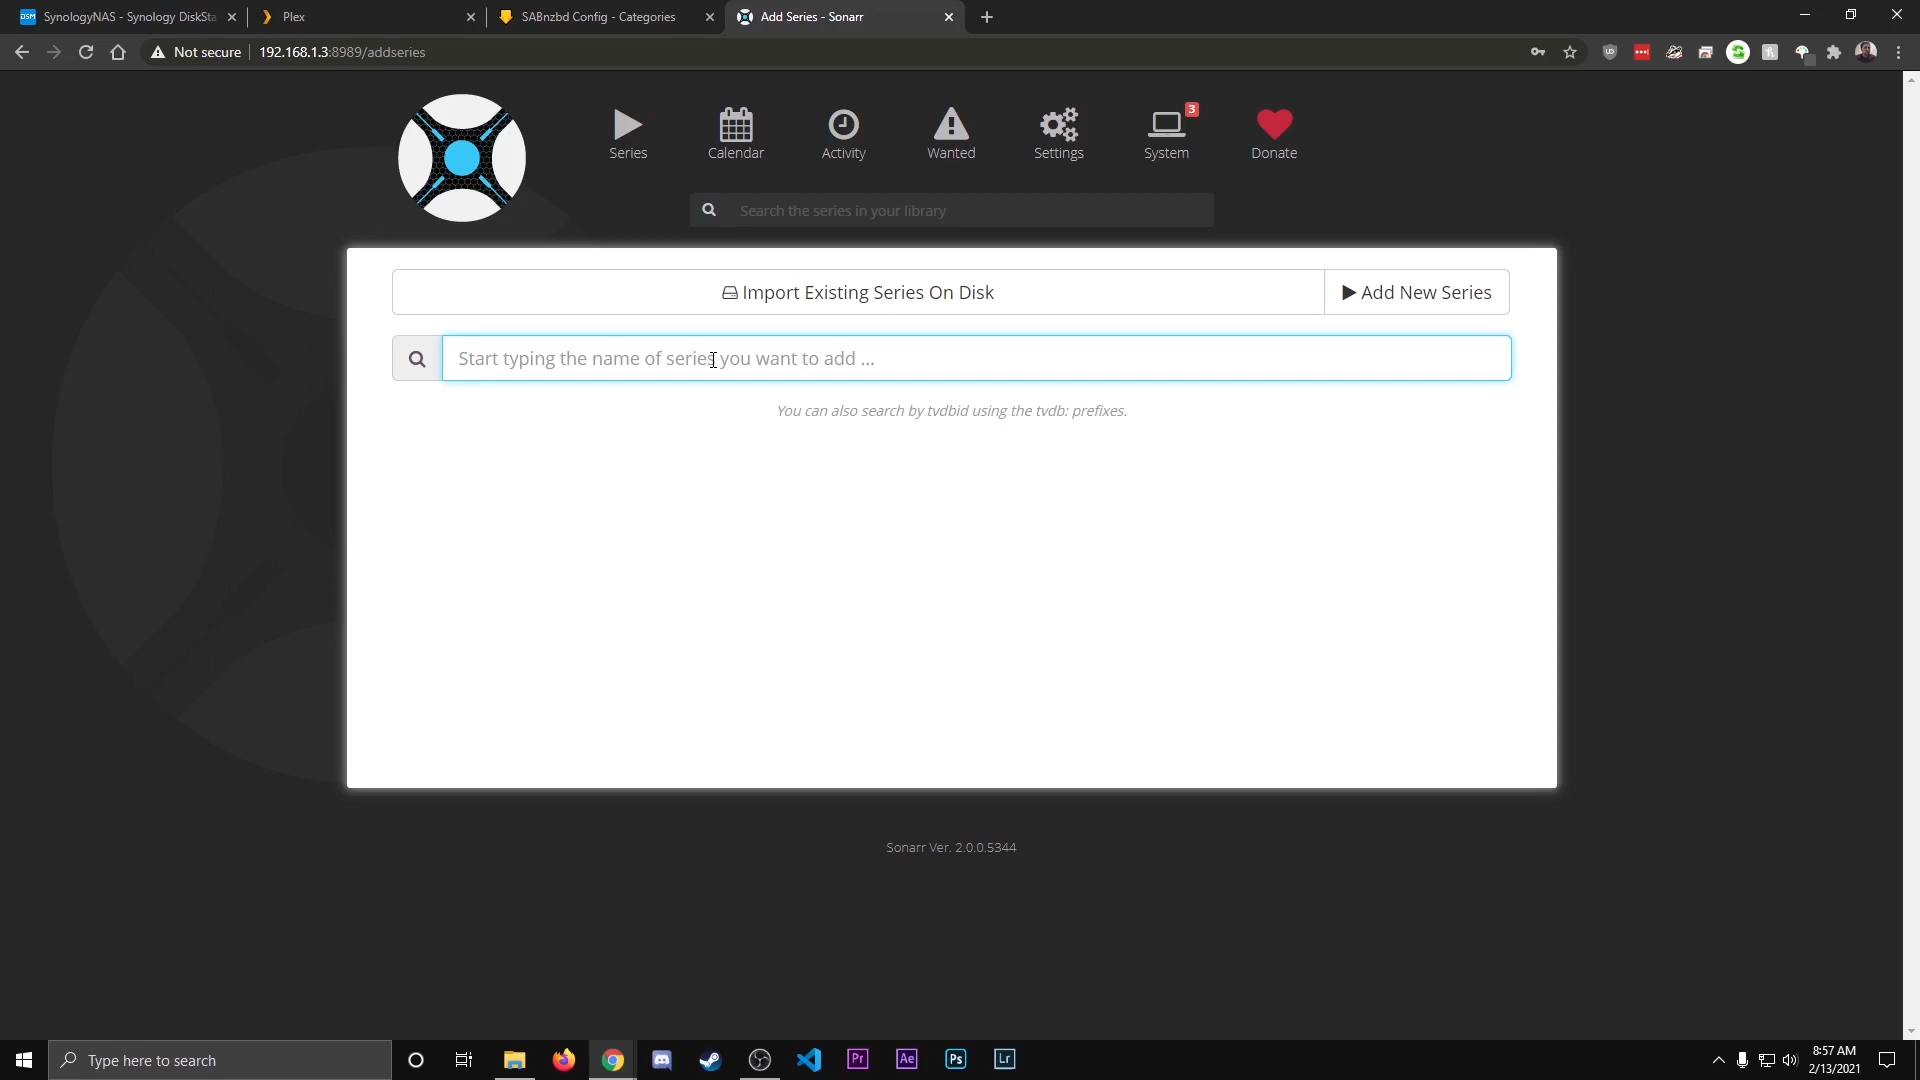 SynologyNAS - Synology DiskSta
Plex
SABnzbd Config - Categories
Add Series - Sonarr
Not secure
192.168.1.3:8989/addseries
Series
Calendar
Activity
Wanted
Settings
3
System
Donate
Search the series in your library
Import Existing Series On Disk
Add New Series
Start typing the name of series you want to add ...
You can also search by tvdbid using the tvdb: prefixes.
Sonarr Ver. 2.0.0.5344
Type here to search
Pr
Ae
Ps
Lr
8:57 AM
2/13/2021